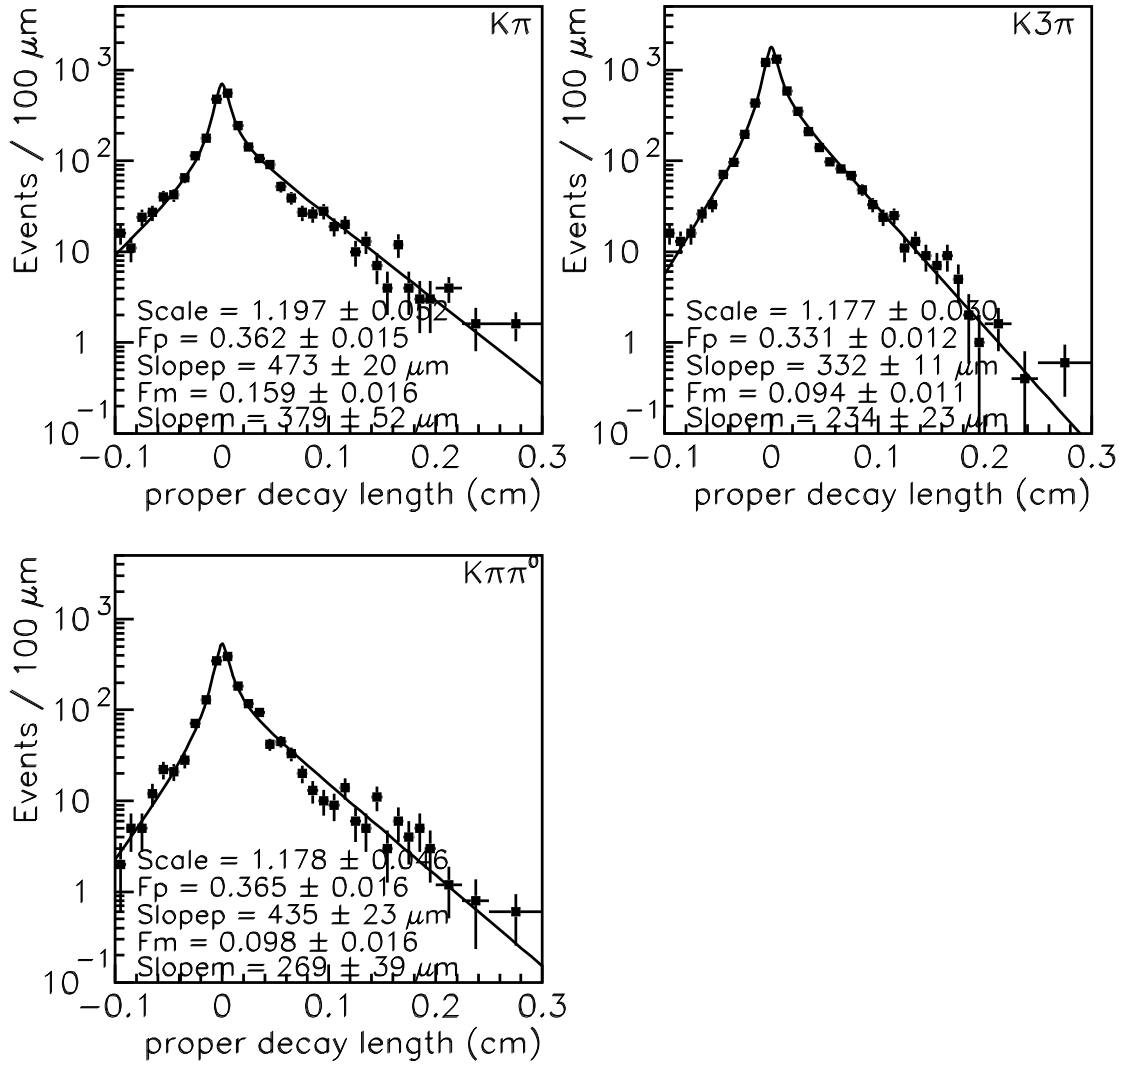 Kπ
Events / 100 μm
10³
10²
10
1
10⁻¹
Scale = 1.197 ± 0.052
Fp = 0.362 ± 0.015
Slopep = 473 ± 20 μm
Fm = 0.159 ± 0.016
Slopem = 379 ± 52 μm
−0.1 0 0.1 0.2 0.3
proper decay length (cm)
K3π
Events / 100 μm
10³
10²
10
1
10⁻¹
Scale = 1.177 ± 0.030
Fp = 0.331 ± 0.012
Slopep = 332 ± 11 μm
Fm = 0.094 ± 0.011
Slopem = 234 ± 23 μm
−0.1 0 0.1 0.2 0.3
proper decay length (cm)
Kππ⁰
Events / 100 μm
10³
10²
10
1
10⁻¹
Scale = 1.178 ± 0.046
Fp = 0.365 ± 0.016
Slopep = 435 ± 23 μm
Fm = 0.098 ± 0.016
Slopem = 269 ± 39 μm
−0.1 0 0.1 0.2 0.3
proper decay length (cm)